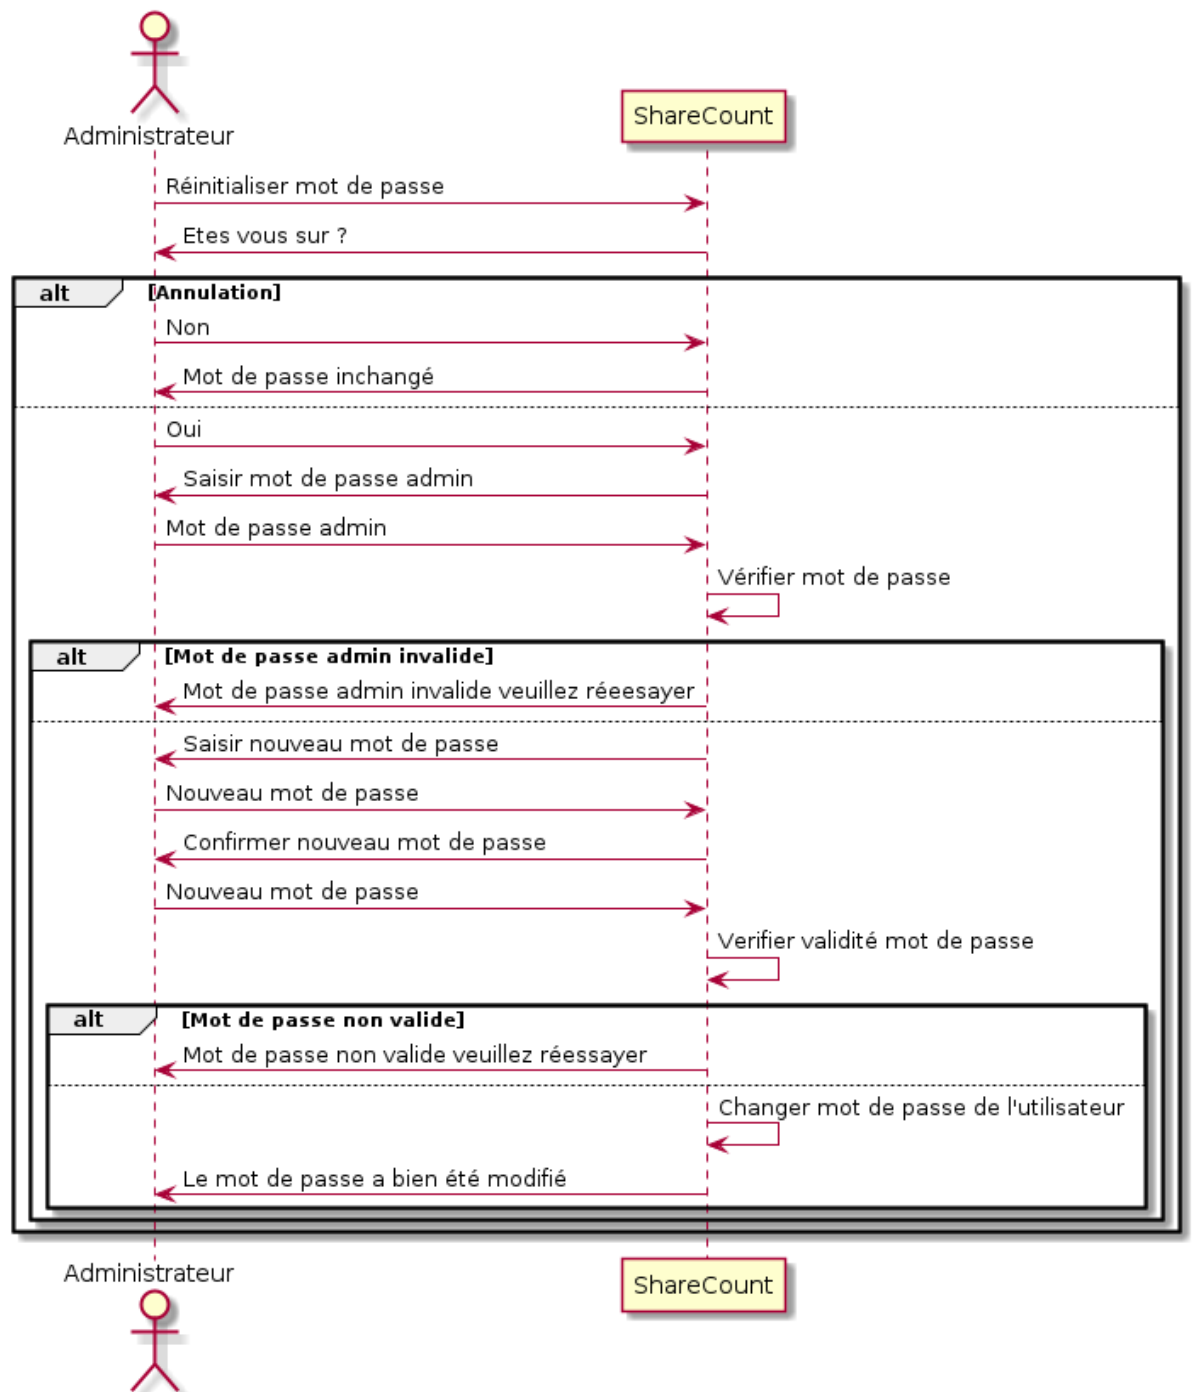 Administrateur
ShareCount
Réinitialiser mot de passe
Etes vous sur ?
alt
[Annulation]
Non
Mot de passe inchangé
Oui
Saisir mot de passe admin
Mot de passe admin
Vérifier mot de passe
alt
[Mot de passe admin invalide]
Mot de passe admin invalide veuillez réeesayer
Saisir nouveau mot de passe
Nouveau mot de passe
Confirmer nouveau mot de passe
Nouveau mot de passe
Verifier validité mot de passe
alt
[Mot de passe non valide]
Mot de passe non valide veuillez réessayer
Changer mot de passe de l'utilisateur
Le mot de passe a bien été modifié
Administrateur
ShareCount